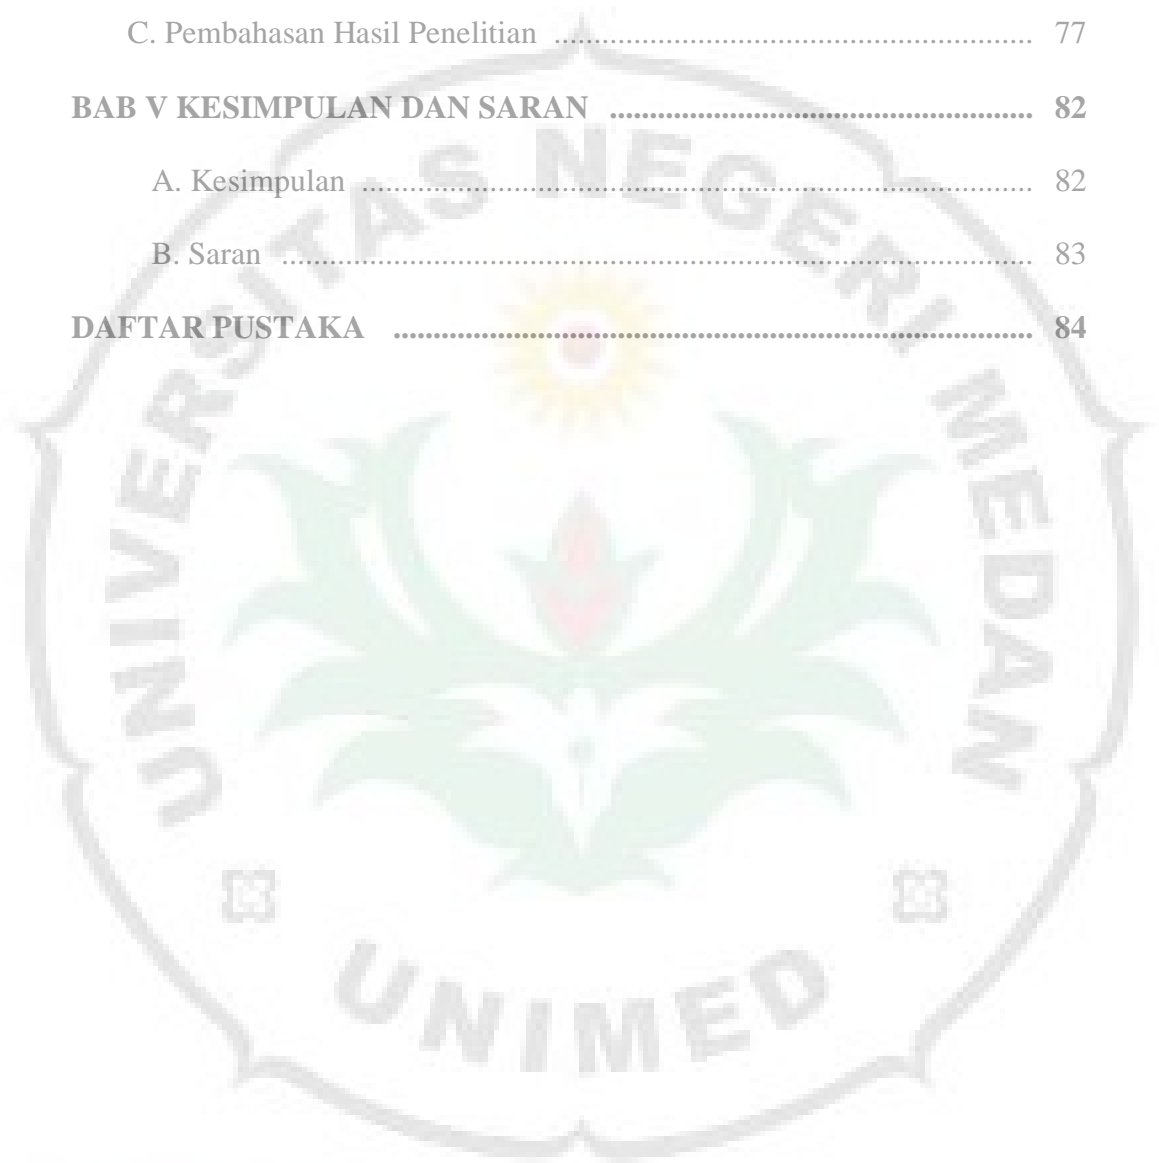 C. Pembahasan Hasil Penelitian ............................................................. 77
BAB V KESIMPULAN DAN SARAN ..................................................... 82
A. Kesimpulan ..................................................................................... 82
B. Saran ............................................................................................... 83
DAFTAR PUSTAKA ................................................................................ 84
UNIVERSITAS NEGERI MEDAN
UNIMED